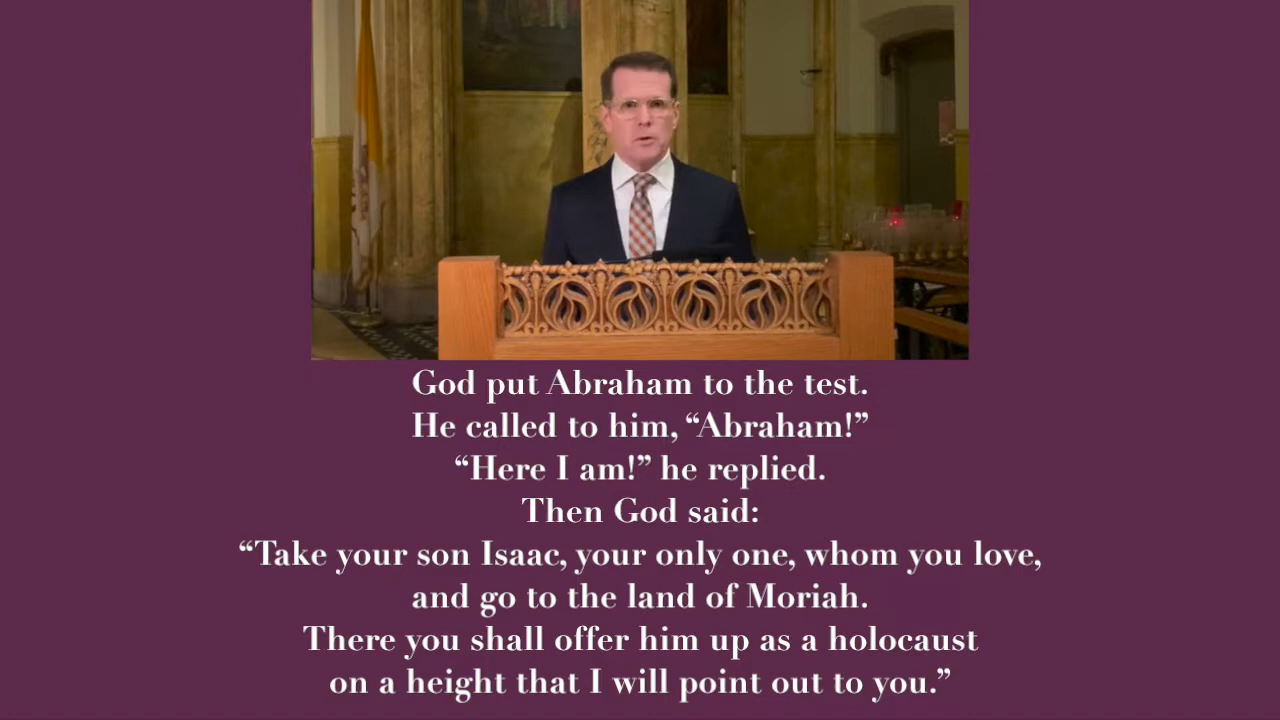 God put Abraham to the test.
He called to him, “Abraham!”
“Here I am!” he replied.
Then God said:
“Take your son Isaac, your only one, whom you love,
and go to the land of Moriah.
There you shall offer him up as a holocaust
on a height that I will point out to you.”